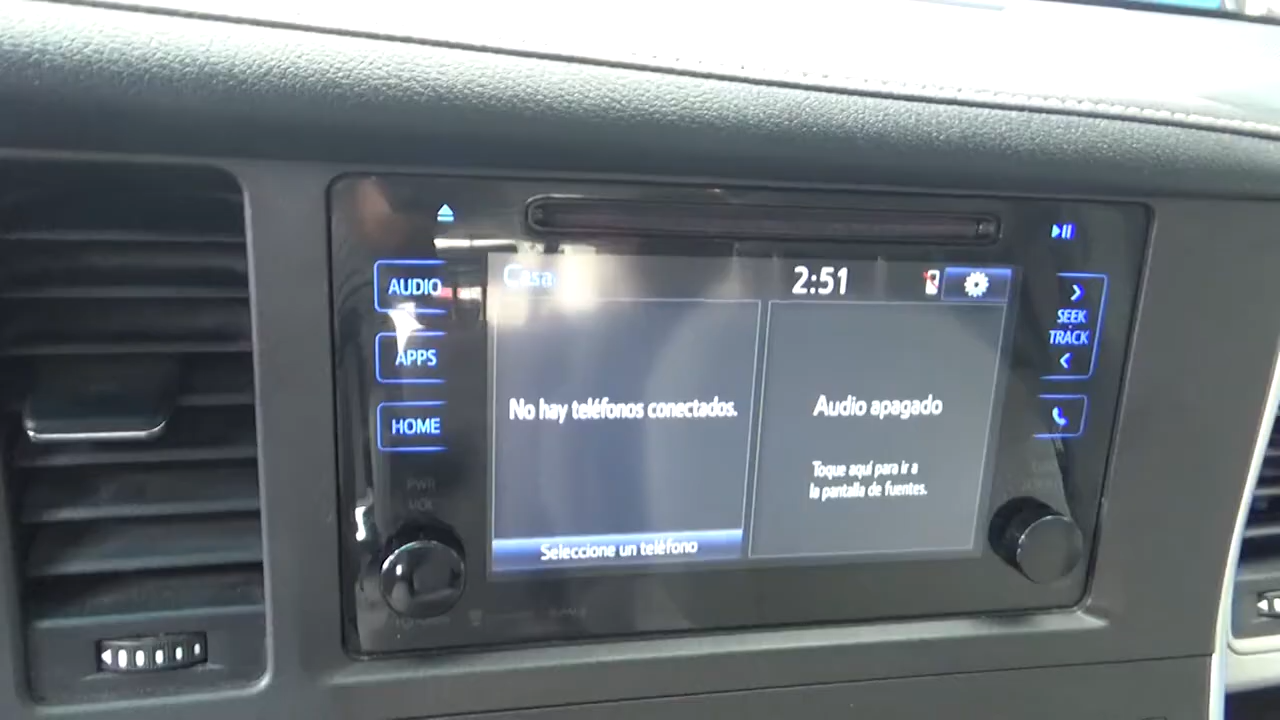 Casa
2:51
AUDIO
APPS
HOME
PWR
VOL
No hay teléfonos conectados.
Seleccione un teléfono
Audio apagado
Toque aquí para ir a
la pantalla de fuentes.
SEEK
TRACK